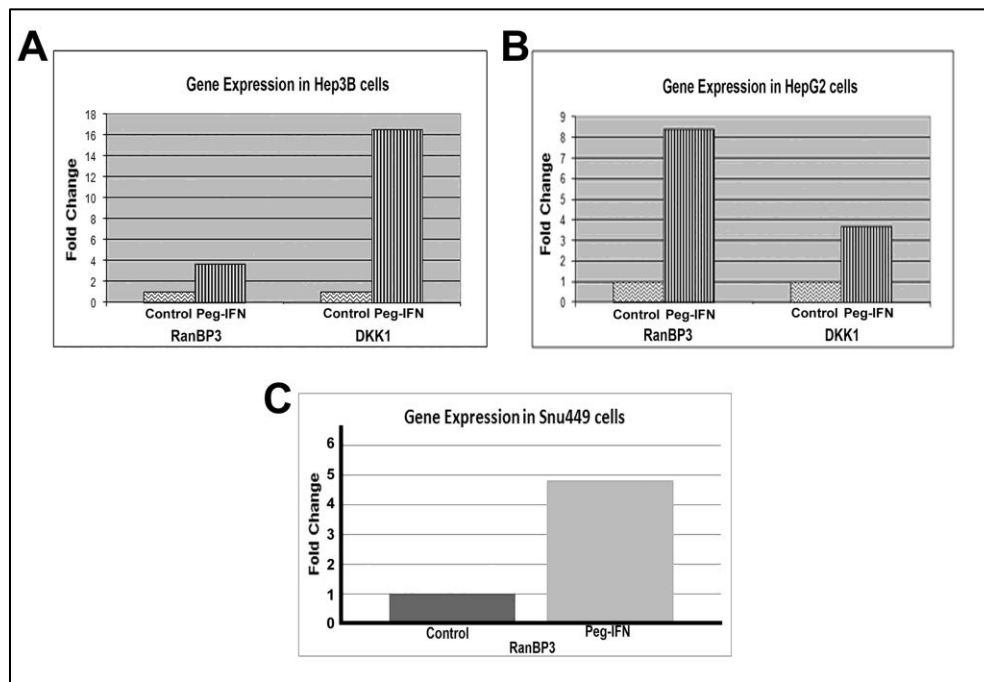 A
Gene Expression in Hep3B cells
Fold Change
18
16
14
12
10
8
6
4
2
0
Control Peg-IFN Control Peg-IFN
RanBP3 DKK1
B
Gene Expression in HepG2 cells
Fold Change
9
8
7
6
5
4
3
2
1
0
Control Peg-IFN Control Peg-IFN
RanBP3 DKK1
C
Gene Expression in Snu449 cells
Fold Change
6
5
4
3
2
1
0
Control Peg-IFN
RanBP3